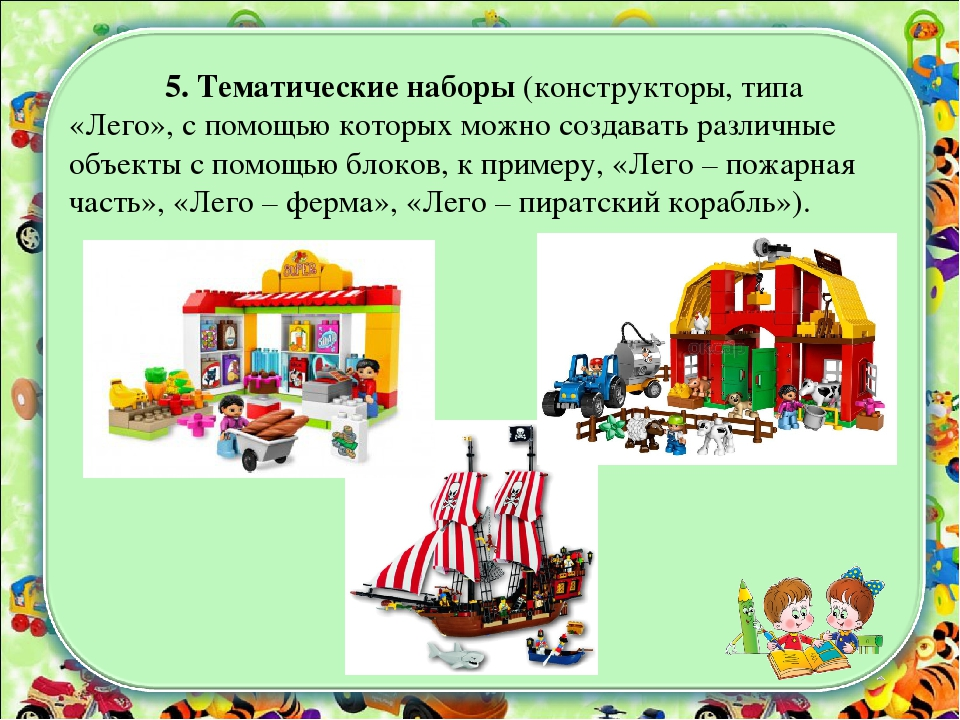 5. Тематические наборы (конструкторы, типа
«Лего», с помощью которых можно создавать различные
объекты с помощью блоков, к примеру, «Лего – пожарная
часть», «Лего – ферма», «Лего – пиратский корабль»).